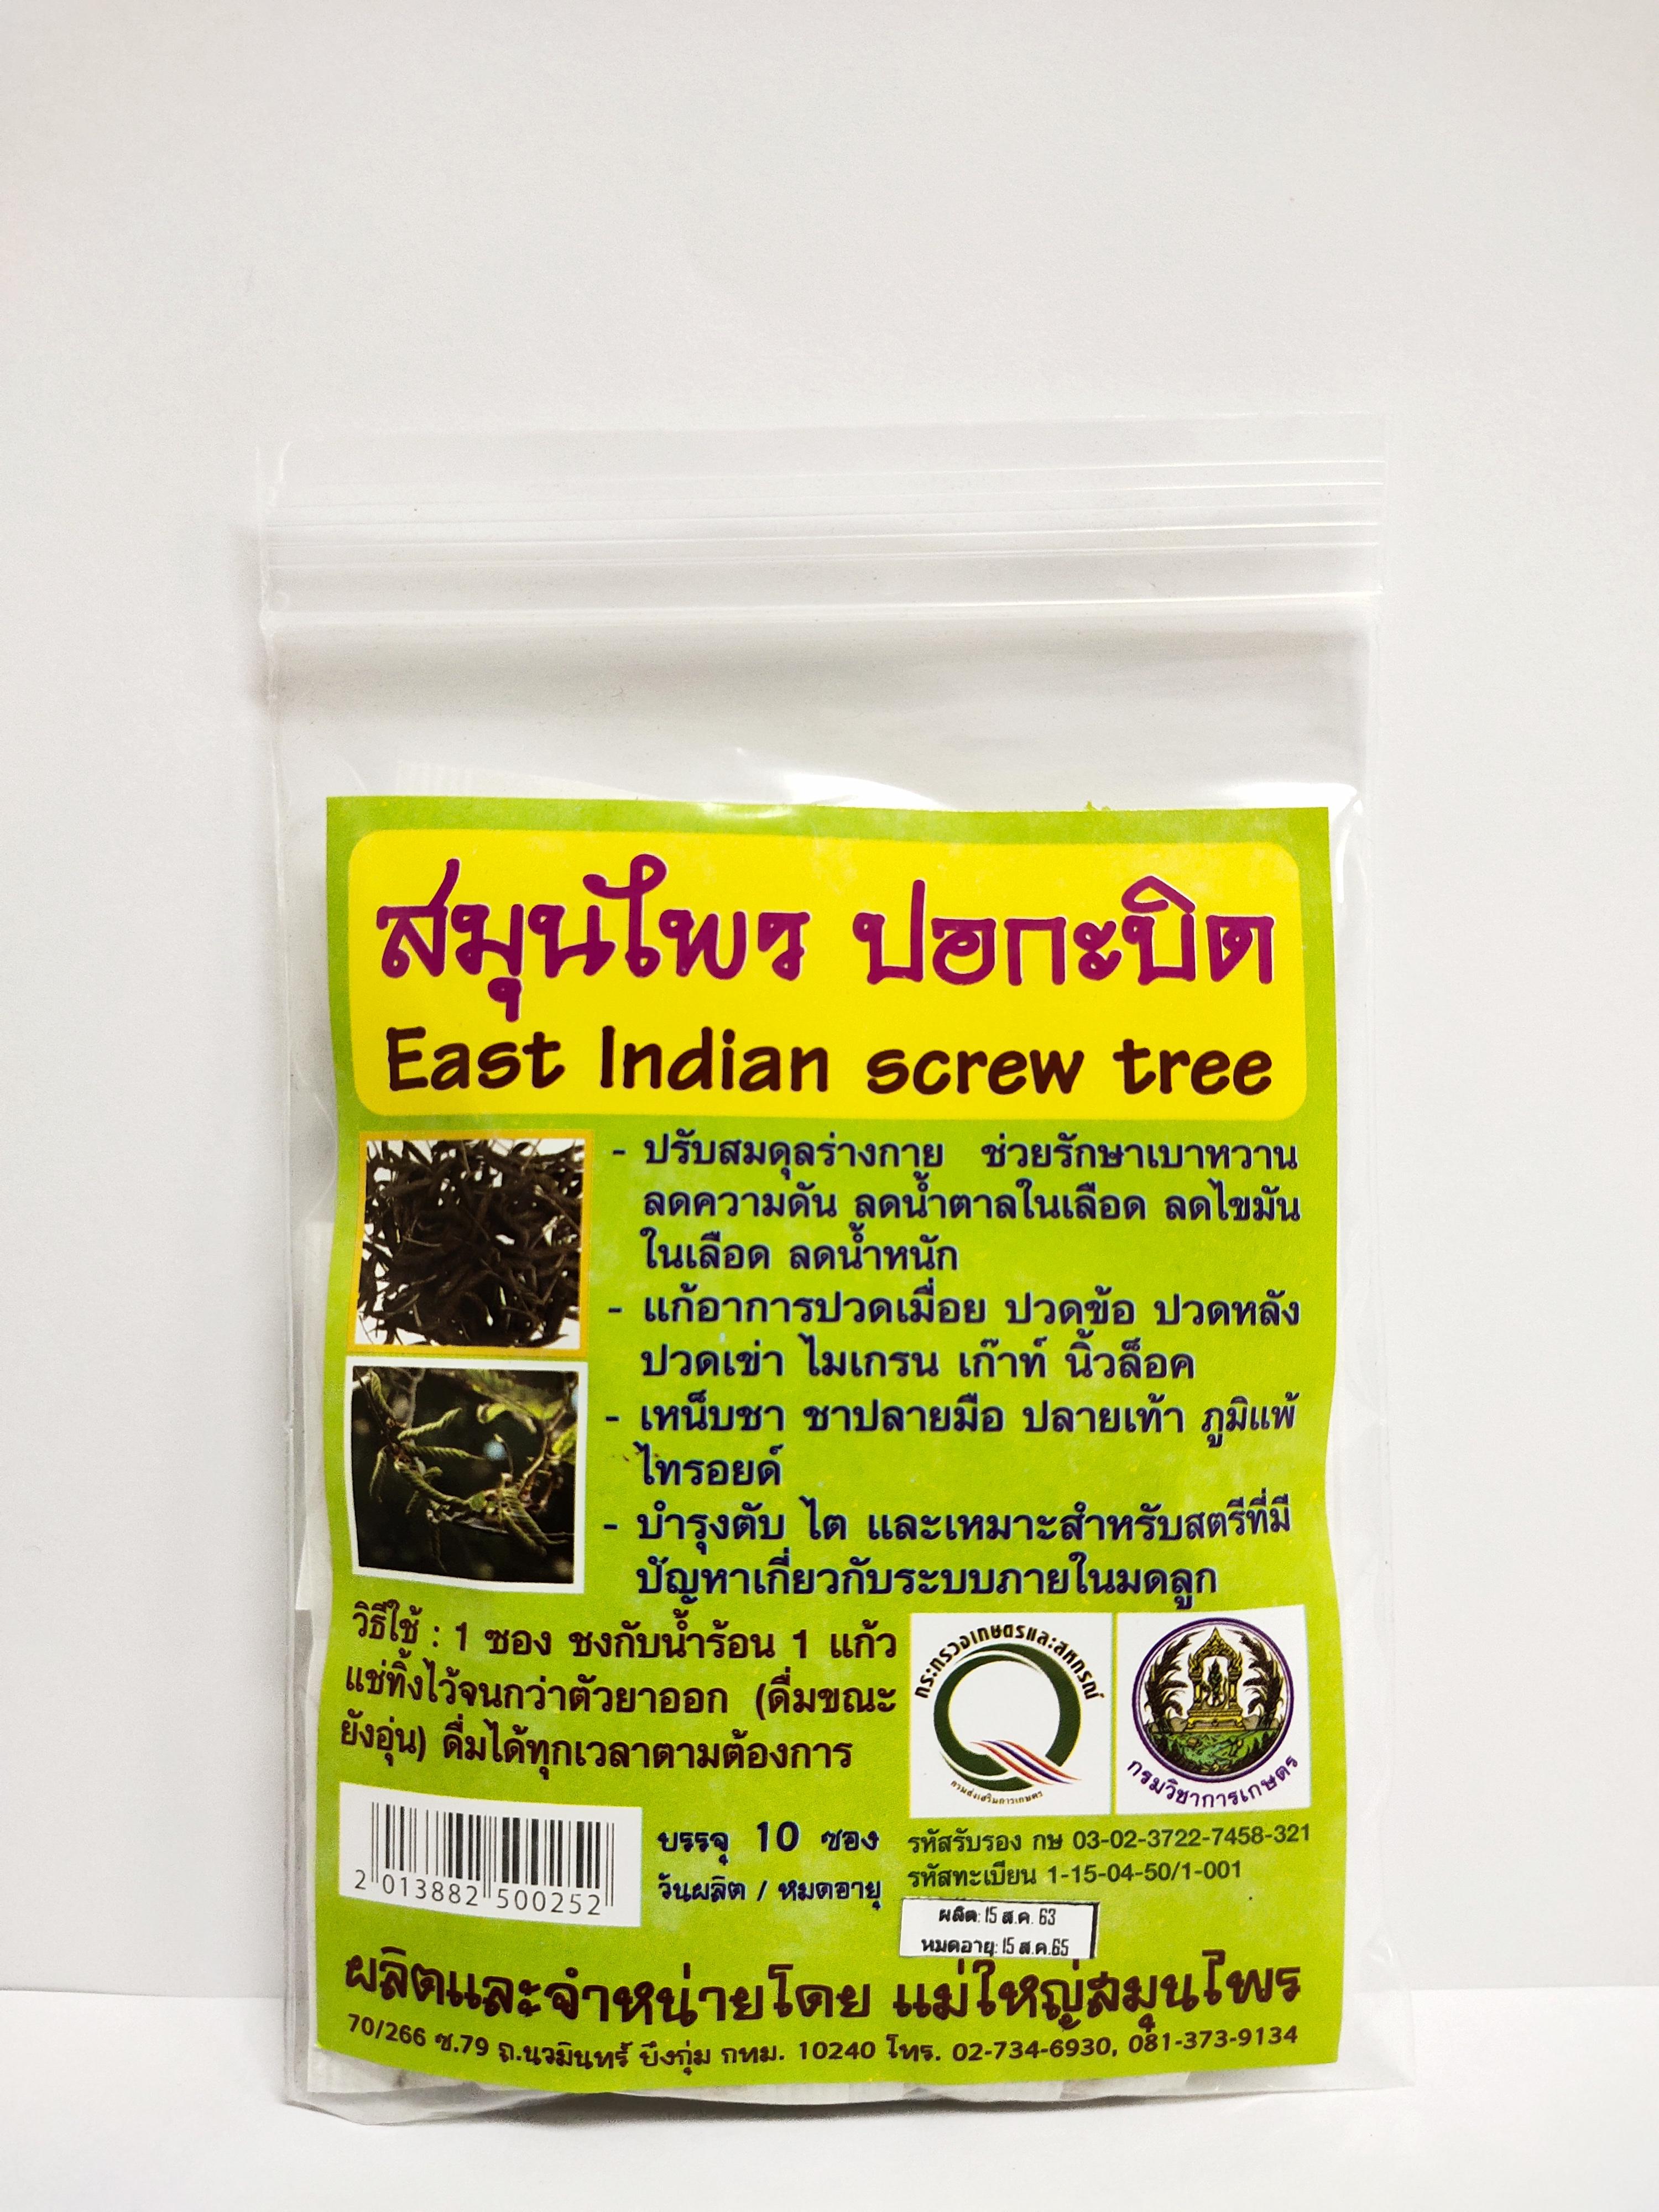 สมุนไพร ปอกะบิด
East Indian screw tree
- ปรับสมดุลร่างกาย ช่วยรักษาเบาหวาน
ลดความดัน ลดน้ำตาลในเลือด ลดไขมัน
ในเลือด ลดน้ำหนัก
- แก้อาการปวดเมื่อย ปวดข้อ ปวดหลัง
ปวดเข่า ไมเกรน เก๊าท์ นิ้วล็อค
- เหน็บชา ชาปลายมือ ปลายเท้า ภูมิแพ้
ไทรอยด์
- บำรุงตับ ไต และเหมาะสำหรับสตรีที่มี
ปัญหาเกี่ยวกับระบบภายในมดลูก
วิธีใช้ : 1 ซอง ชงกับน้ำร้อน 1 แก้ว
แช่ทิ้งไว้จนกว่าตัวยาออก (ดื่มขณะ
ยังอุ่น) ดื่มได้ทุกเวลาตามต้องการ
กระทรวงเกษตรและสหกรณ์
กรมส่งเสริมการเกษตร
กรมวิชาการเกษตร
รหัสรับรอง กษ 03-02-3722-7458-321
รหัสทะเบียน 1-15-04-50/1-001
2 013882 500252
บรรจุ 10 ซอง
วันผลิต / หมดอายุ
ผลิต: 15 ส.ค. 63
หมดอายุ: 15 ส.ค.65
ผลิตและจำหน่ายโดย แม่ใหญ่สมุนไพร
70/266 ซ.79 ถ.นวมินทร์ บึงกุ่ม กทม. 10240 โทร. 02-734-6930, 081-373-9134